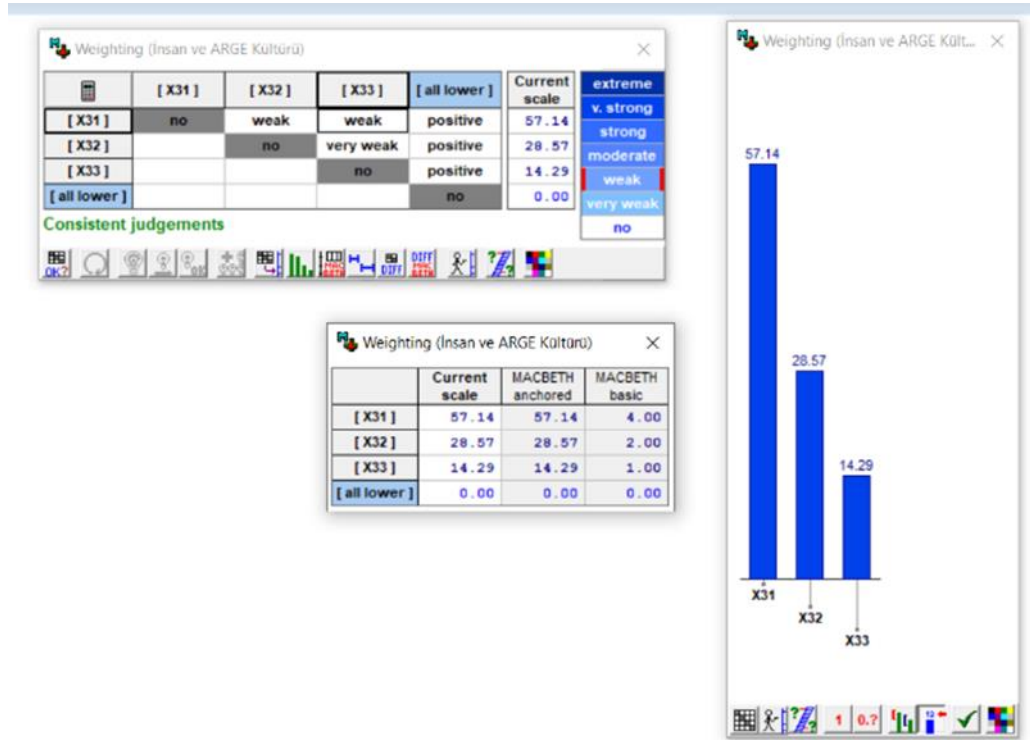 Weighting (İnsan ve ARGE Kültürü)
[ X31 ] [ X32 ] [ X33 ] [ all lower ] Current scale
[ X31 ] no weak weak positive 57.14
[ X32 ] no very weak positive 28.57
[ X33 ] no positive 14.29
[ all lower ] no 0.00
extreme
v. strong
strong
moderate
weak
very weak
no
Consistent judgements
OK? DIFF DIFF
Weighting (İnsan ve ARGE Kültürü)
Current scale MACBETH anchored MACBETH basic
[ X31 ] 57.14 57.14 4.00
[ X32 ] 28.57 28.57 2.00
[ X33 ] 14.29 14.29 1.00
[ all lower ] 0.00 0.00 0.00
Weighting (İnsan ve ARGE Kült...
57.14
28.57
14.29
X31
X32
X33
1 0.?